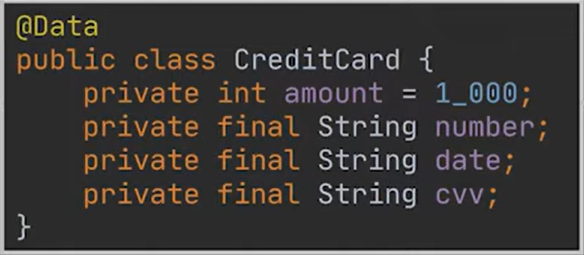 @Data
public class CreditCard {
    private int amount = 1_000;
    private final String number;
    private final String date;
    private final String cvv;
}